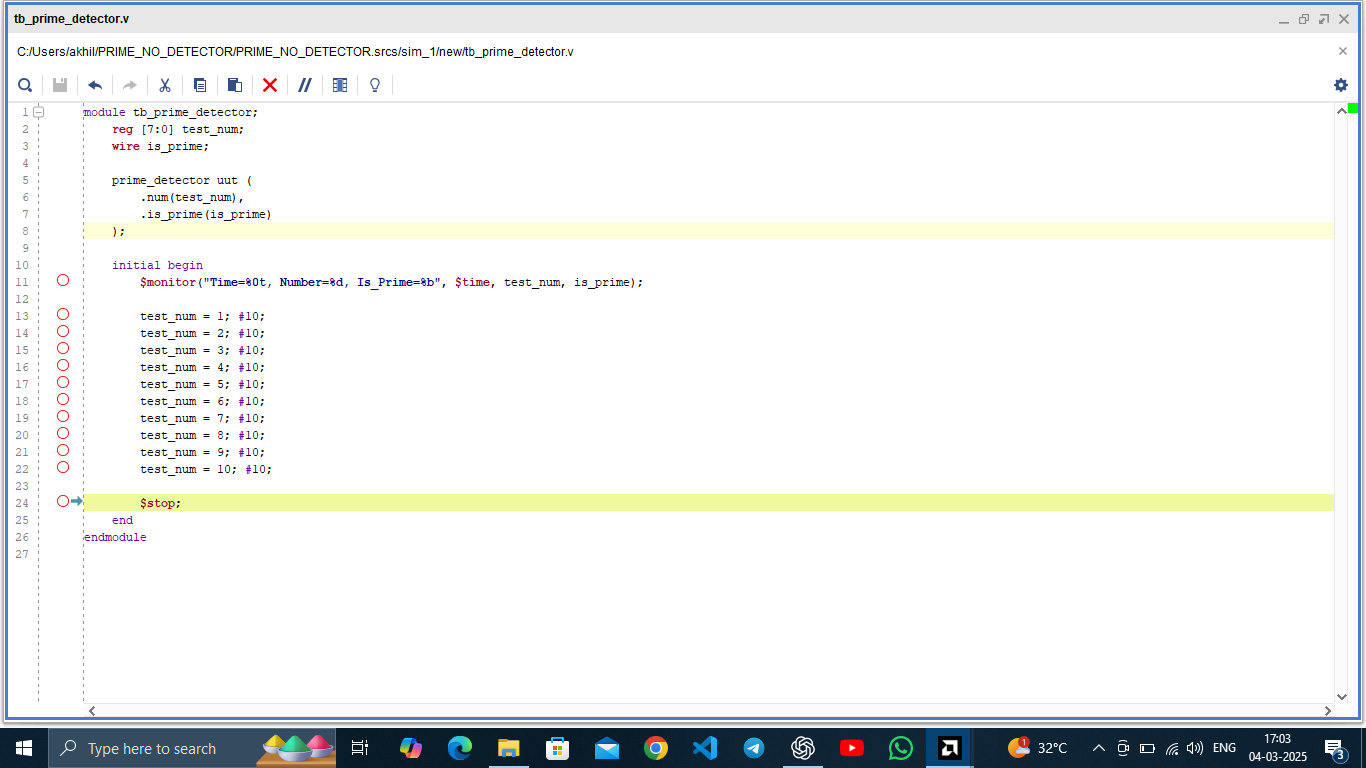 tb_prime_detector.v
C:/Users/akhil/PRIME_NO_DETECTOR/PRIME_NO_DETECTOR.srcs/sim_1/new/tb_prime_detector.v
1 module tb_prime_detector;
2 reg [7:0] test_num;
3 wire is_prime;
4
5 prime_detector uut (
6 .num(test_num),
7 .is_prime(is_prime)
8 );
9
10 initial begin
11 $monitor("Time=%0t, Number=%d, Is_Prime=%b", $time, test_num, is_prime);
12
13 test_num = 1; #10;
14 test_num = 2; #10;
15 test_num = 3; #10;
16 test_num = 4; #10;
17 test_num = 5; #10;
18 test_num = 6; #10;
19 test_num = 7; #10;
20 test_num = 8; #10;
21 test_num = 9; #10;
22 test_num = 10; #10;
23
24 $stop;
25 end
26 endmodule
27
Type here to search
1
32°C
ENG
17:03
04-03-2025
3